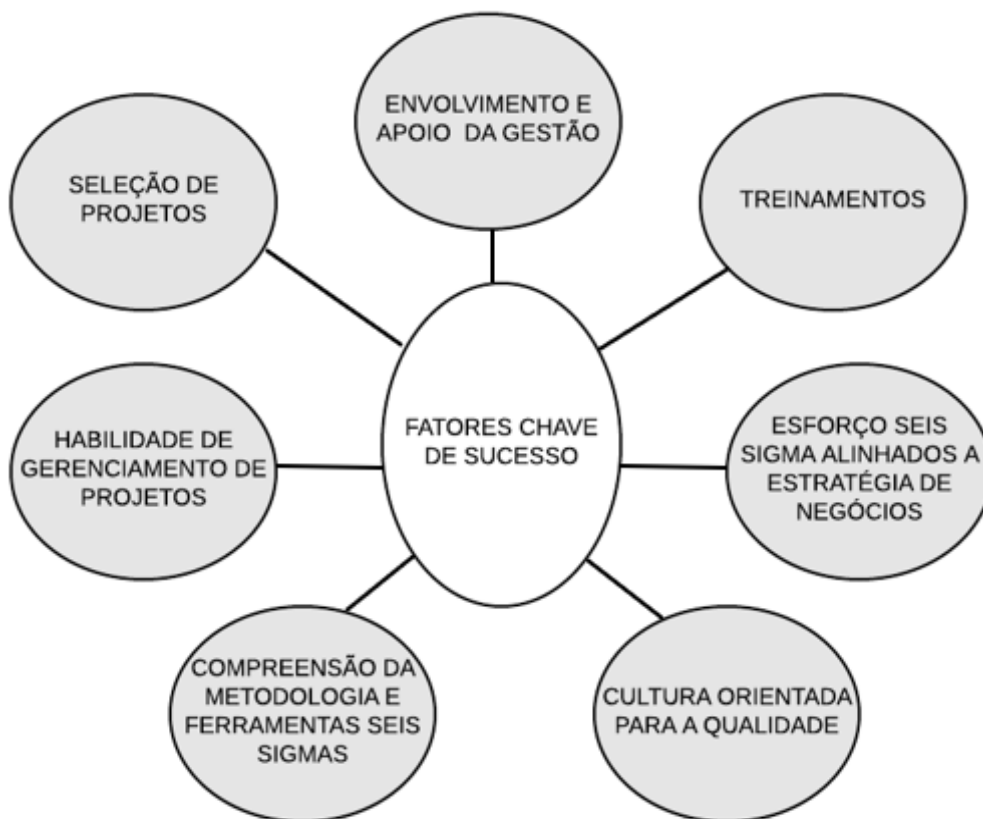 ENVOLVIMENTO E
APOIO DA GESTÃO
SELEÇÃO DE
PROJETOS
TREINAMENTOS
FATORES CHAVE
DE SUCESSO
HABILIDADE DE
GERENCIAMENTO DE
PROJETOS
ESFORÇO SEIS
SIGMA ALINHADOS A
ESTRATÉGIA DE
NEGÓCIOS
COMPREENSÃO DA
METODOLOGIA E
FERRAMENTAS SEIS
SIGMAS
CULTURA ORIENTADA
PARA A QUALIDADE